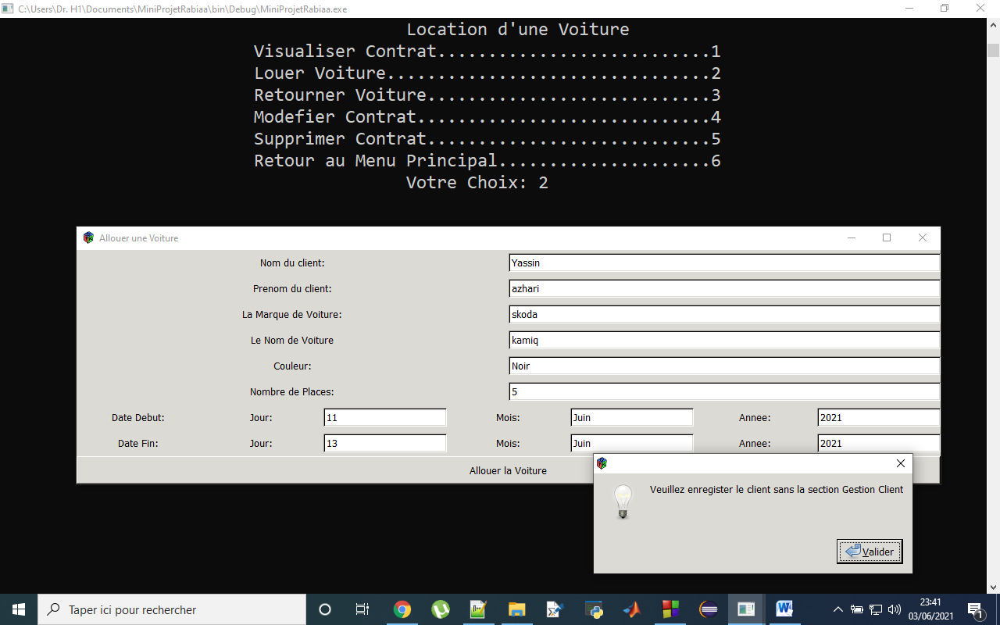 C:\Users\Dr. H1\Documents\MiniProjetRabiaa\bin\Debug\MiniProjetRabiaa.exe
Location d'une Voiture
Visualiser Contrat...........................1
Louer Voiture................................2
Retourner Voiture............................3
Modefier Contrat.............................4
Supprimer Contrat............................5
Retour au Menu Principal.....................6
Votre Choix: 2
Allouer une Voiture
Nom du client: Yassin
Prenom du client: azhari
La Marque de Voiture: skoda
Le Nom de Voiture kamiq
Couleur: Noir
Nombre de Places: 5
Date Debut: Jour: 11 Mois: Juin Annee: 2021
Date Fin: Jour: 13 Mois: Juin Annee: 2021
Allouer la Voiture
Veuillez enregister le client sans la section Gestion Client
Valider
Taper ici pour rechercher
23:41
03/06/2021
1